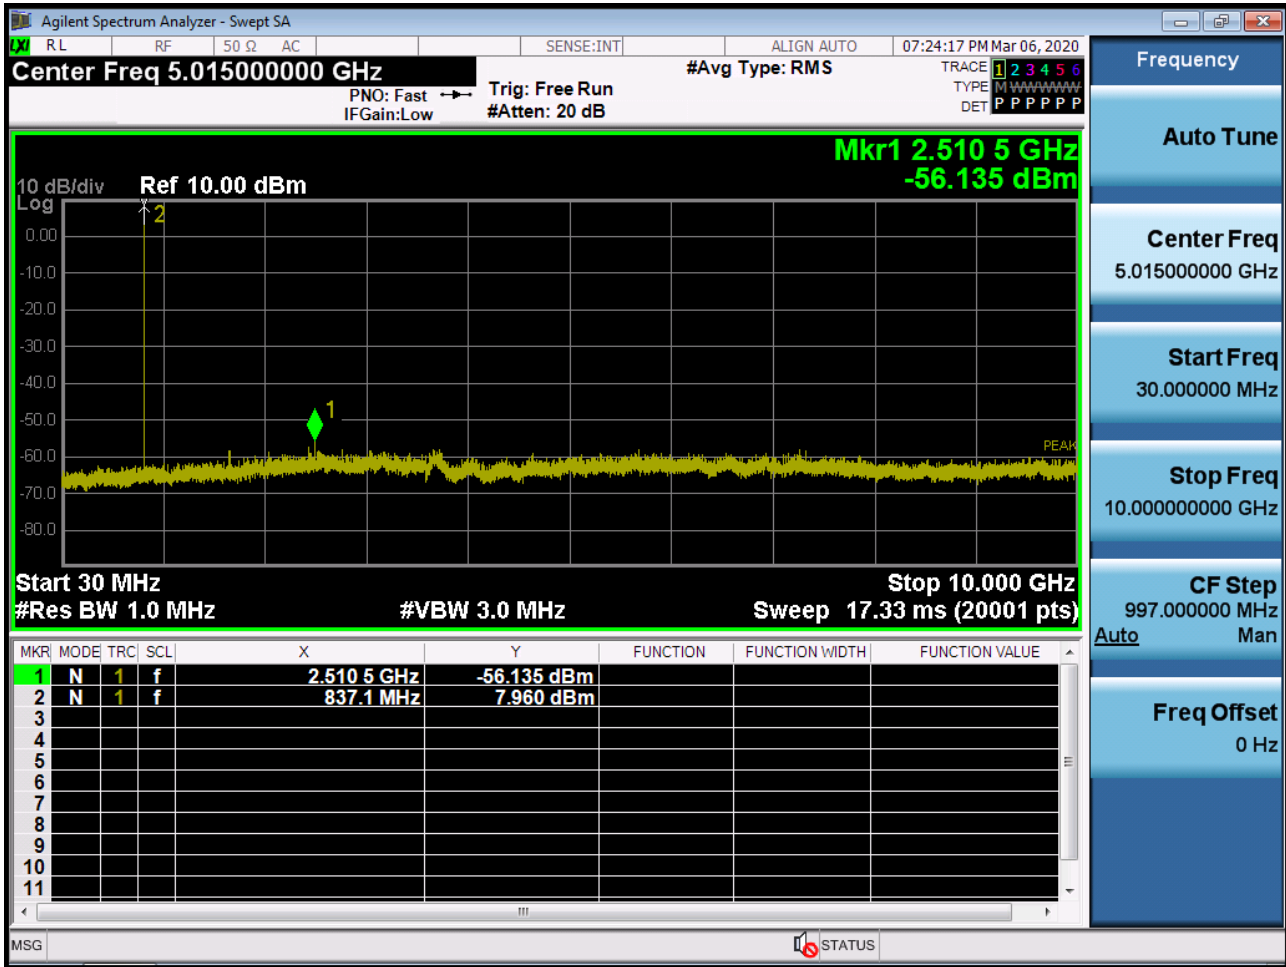 Agilent Spectrum Analyzer - Swept SA
LXI RL RF 50 Ω AC SENSE:INT ALIGN AUTO 07:24:17 PM Mar 06, 2020
Center Freq 5.015000000 GHz
PNO: Fast
IFGain:Low
Trig: Free Run
#Atten: 20 dB
#Avg Type: RMS
TRACE 1 2 3 4 5 6
TYPE M W W W W W
DET P P P P P P
Mkr1 2.510 5 GHz
-56.135 dBm
10 dB/div Ref 10.00 dBm
Log
2
0.00
-10.0
-20.0
-30.0
-40.0
-50.0
1
PEAK
-60.0
-70.0
-80.0
Start 30 MHz Stop 10.000 GHz
#Res BW 1.0 MHz #VBW 3.0 MHz Sweep 17.33 ms (20001 pts)
MKR MODE TRC SCL X Y FUNCTION FUNCTION WIDTH FUNCTION VALUE
1 N 1 f 2.510 5 GHz -56.135 dBm
2 N 1 f 837.1 MHz 7.960 dBm
3
4
5
6
7
8
9
10
11
MSG STATUS
Frequency
Auto Tune
Center Freq
5.015000000 GHz
Start Freq
30.000000 MHz
Stop Freq
10.000000000 GHz
CF Step
997.000000 MHz
Auto Man
Freq Offset
0 Hz